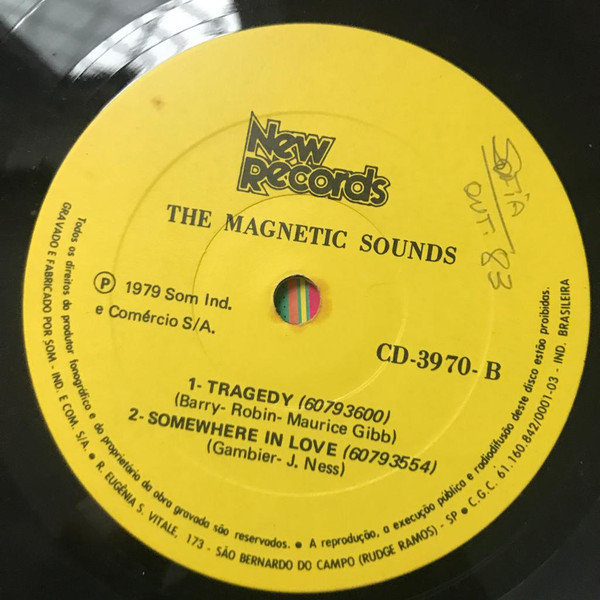 New
Records
THE MAGNETIC SOUNDS
SOFIA
OUT. 83
Ⓟ 1979 Som Ind.
e Comércio S/A.
CD-3970-B
1- TRAGEDY (60793600)
(Barry- Robin- Maurice Gibb)
2- SOMEWHERE IN LOVE (60793554)
(Gambier- J. Ness)
Todos os direitos do produtor fonográfico e do proprietário da obra gravada são reservados. ● A reprodução, a execução pública e radiodifusão deste disco estão proibidas.
GRAVADO E FABRICADO POR SOM - IND. E COM. S/A. ● R. EUGÊNIA S. VITALE, 173 - SÃO BERNARDO DO CAMPO (RUDGE RAMOS) - SP ● C.G.C. 61.160.842/0001-03 - IND. BRASILEIRA